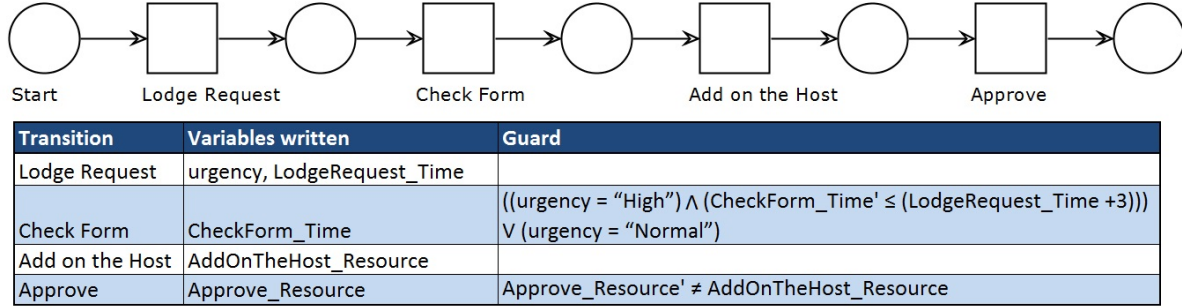 Start Lodge Request Check Form Add on the Host Approve
Transition Variables written Guard
Lodge Request urgency, LodgeRequest_Time
((urgency = “High”) ∧ (CheckForm_Time' ≤ (LodgeRequest_Time +3)))
Check Form CheckForm_Time V (urgency = “Normal”)
Add on the Host AddOnTheHost_Resource
Approve Approve_Resource Approve_Resource' ≠ AddOnTheHost_Resource